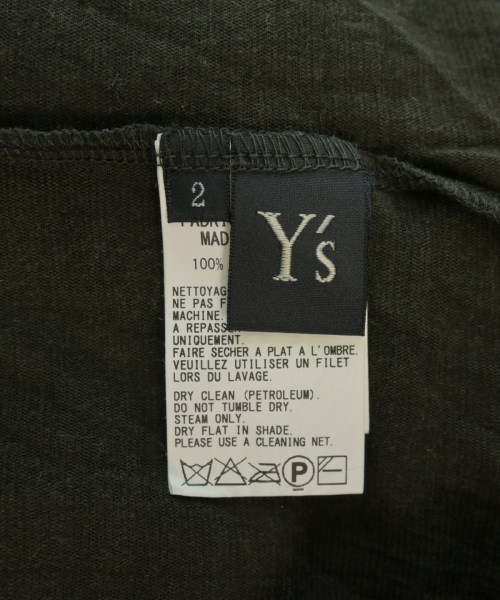 2
Y's
MAD
100%
NETTOYAG
NE PAS F
MACHINE.
A REPASS
UNIQUEMENT.
FAIRE SECHER A PLAT A L'OMBRE.
VEUILLEZ UTILISER UN FILET
LORS DU LAVAGE.
DRY CLEAN (PETROLEUM).
DO NOT TUMBLE DRY.
STEAM ONLY.
DRY FLAT IN SHADE.
PLEASE USE A CLEANING NET.
P